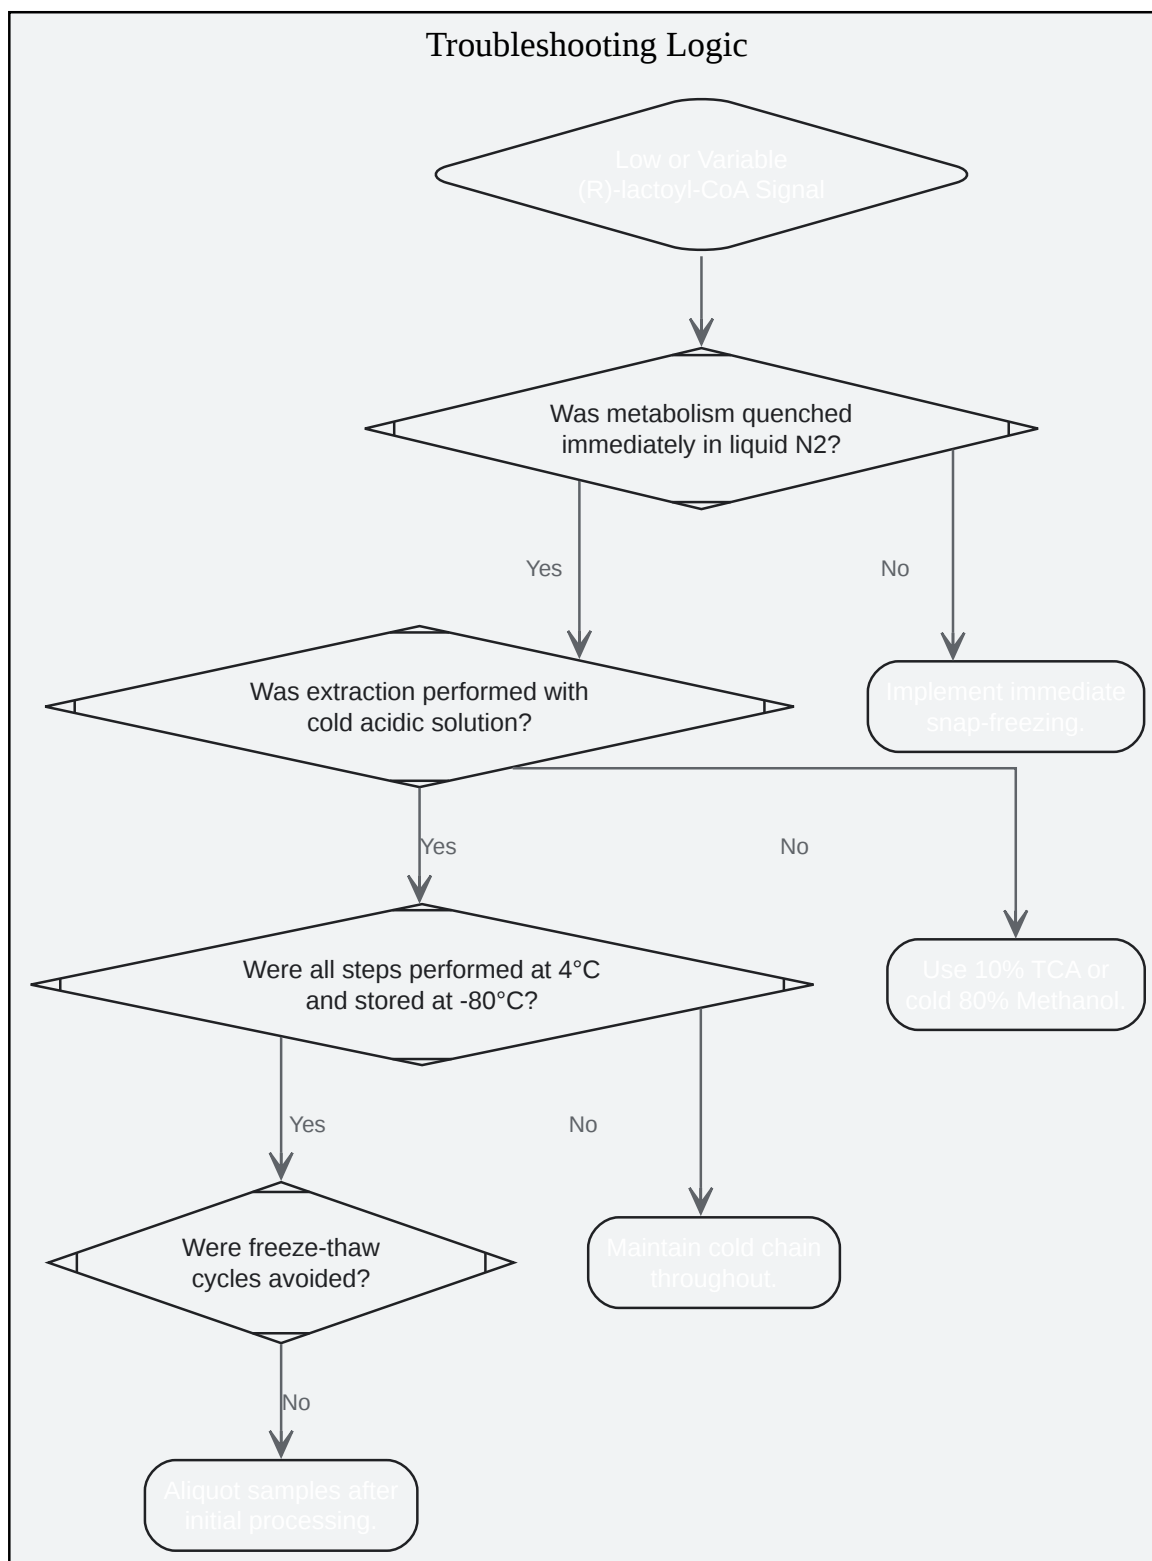 Troubleshooting Logic
Low or Variable
(R)-lactoyl-CoA Signal
Was metabolism quenched
immediately in liquid N2?
Yes
No
Was extraction performed with
cold acidic solution?
Implement immediate
snap-freezing.
Yes
No
Were all steps performed at 4°C
and stored at -80°C?
Use 10% TCA or
cold 80% Methanol.
Yes
No
Were freeze-thaw
cycles avoided?
Maintain cold chain
throughout.
No
Aliquot samples after
initial processing.